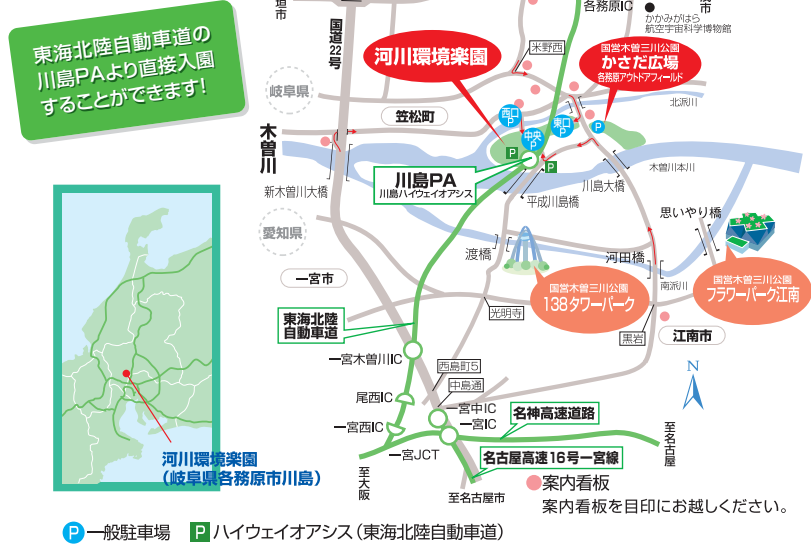 東海北陸自動車道の
川島PAより直接入園
することができます!
国道22号
各務原IC
かかみがはら
航空宇宙科学博物館
米野西
河川環境楽園
国営木曽三川公園
かさだ広場
各務原アウトドアフィールド
岐阜県
笠松町
北派川
西口
P
中央
P
東口
P
P
木曽川
P
P
新木曽川大橋
川島PA
川島ハイウェイオアシス
木曽川本川
川島大橋
平成川島橋
思いやり橋
愛知県
渡橋
河田橋
一宮市
国営木曽三川公園
138タワーパーク
南派川
国営木曽三川公園
フラワーパーク江南
東海北陸
自動車道
光明寺
黒岩
江南市
一宮木曽川IC
西島町5
中島通
尾西IC
一宮中IC
一宮IC
名神高速道路
一宮西IC
一宮JCT
名古屋高速16号一宮線
至名古屋
至大阪
至名古屋市
N
河川環境楽園
(岐阜県各務原市川島)
案内看板
案内看板を目印にお越しください。
P 一般駐車場 P ハイウェイオアシス(東海北陸自動車道)